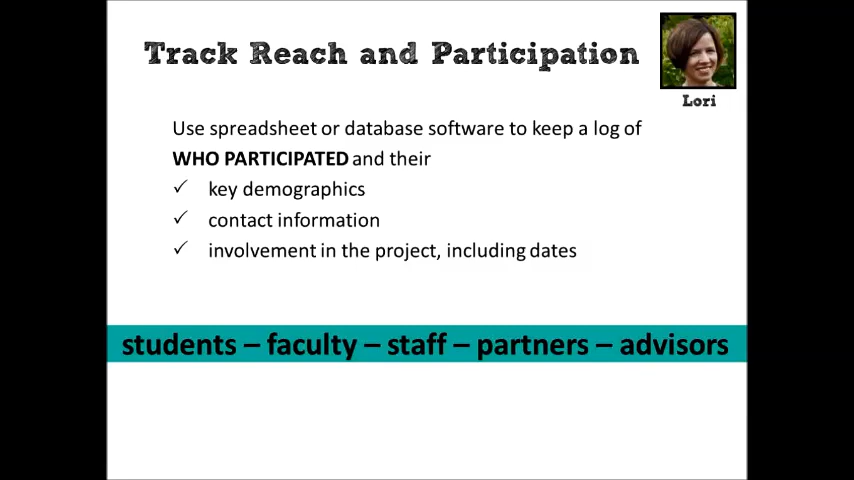 Track Reach and Participation
Lori
Use spreadsheet or database software to keep a log of
WHO PARTICIPATED and their
✓ key demographics
✓ contact information
✓ involvement in the project, including dates
students – faculty – staff – partners – advisors